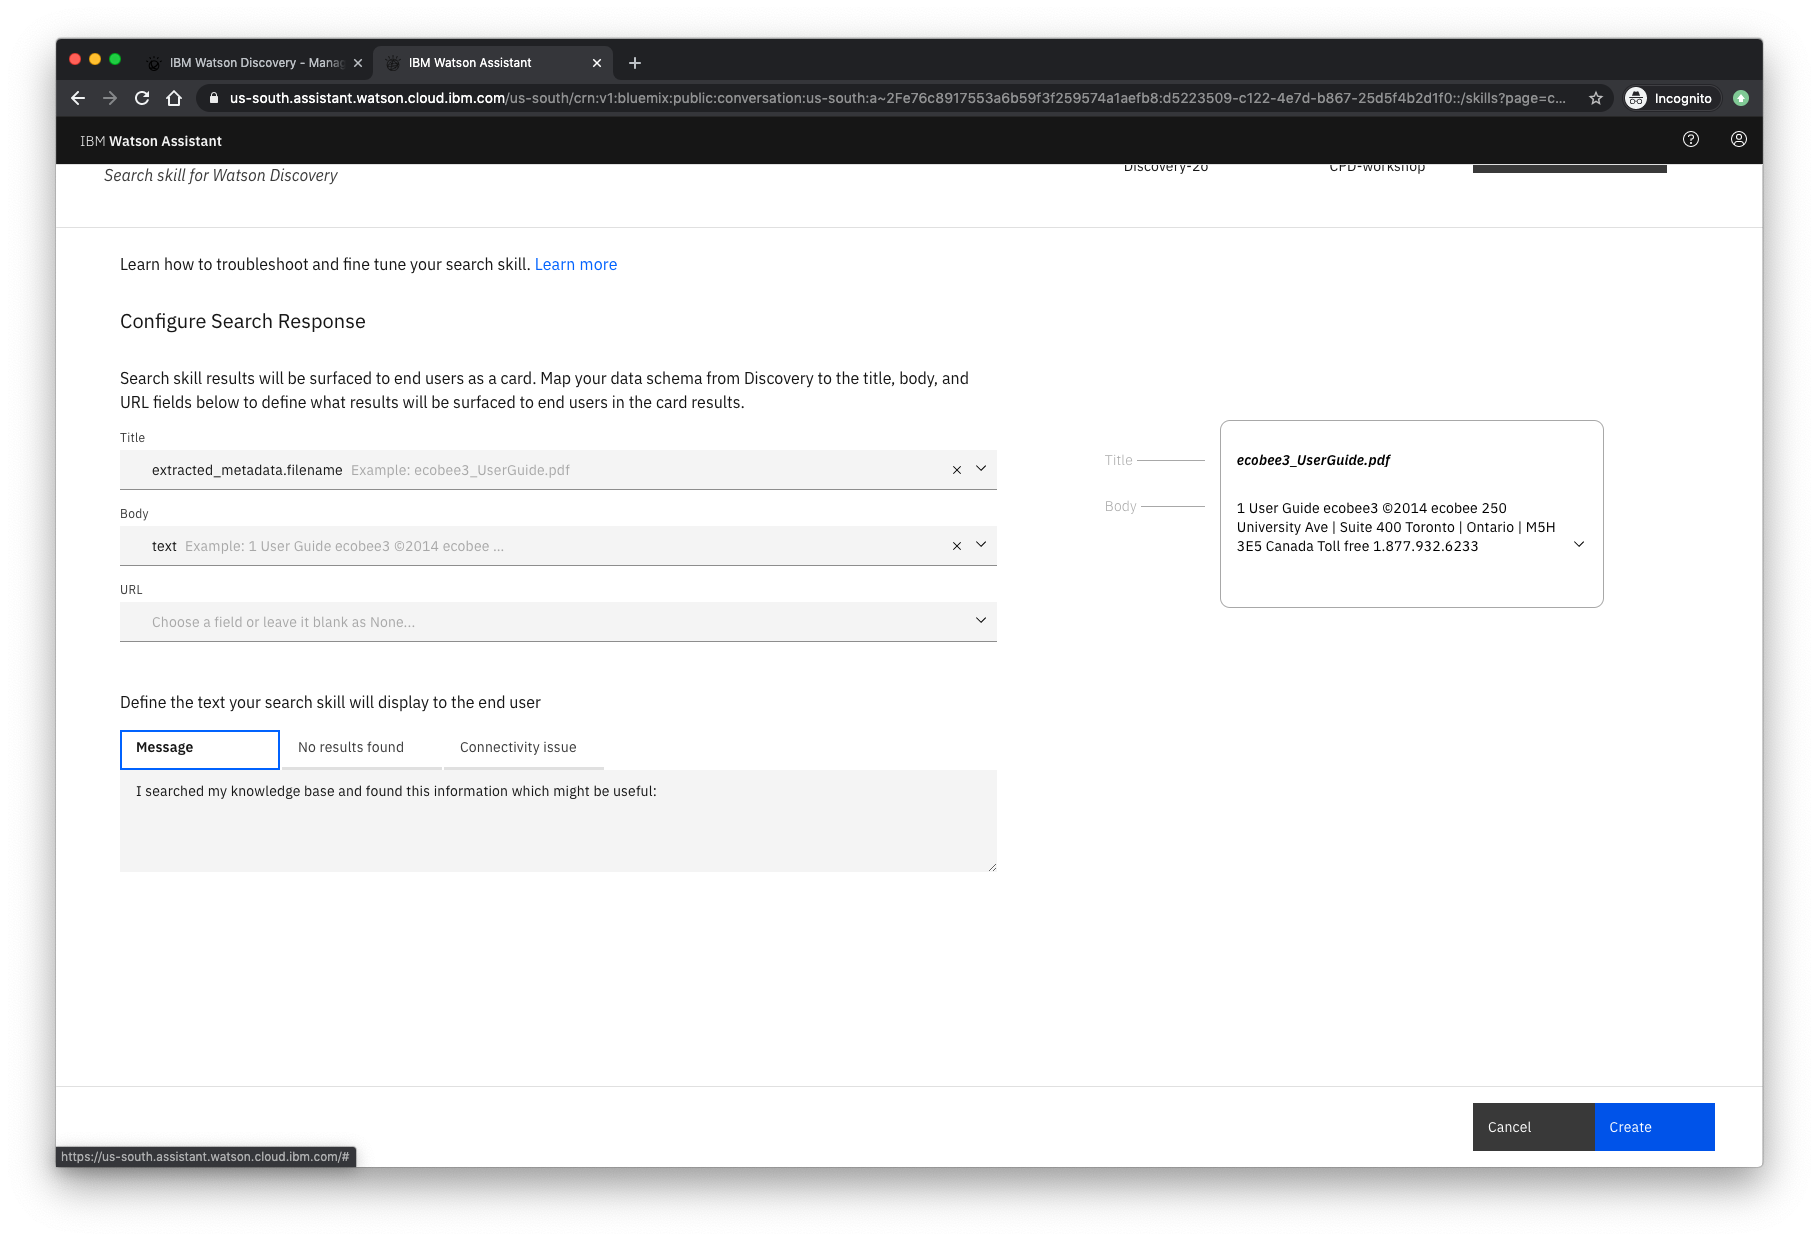 IBM Watson Discovery - Manag
IBM Watson Assistant
us-south.assistant.watson.cloud.ibm.com/us-south/crn:v1:bluemix:public:conversation:us-south:a~2Fe76c8917553a6b59f3f259574a1aefb8:d5223509-c122-4e7d-b867-25d5f4b2d1f0::/skills?page=c...
Incognito
IBM Watson Assistant
Search skill for Watson Discovery
Discovery-26
CPD-workshop
Learn how to troubleshoot and fine tune your search skill. Learn more
Configure Search Response
Search skill results will be surfaced to end users as a card. Map your data schema from Discovery to the title, body, and
URL fields below to define what results will be surfaced to end users in the card results.
Title
extracted_metadata.filename Example: ecobee3_UserGuide.pdf
Body
text Example: 1 User Guide ecobee3 ©2014 ecobee ...
URL
Choose a field or leave it blank as None...
Title
ecobee3_UserGuide.pdf
Body
1 User Guide ecobee3 ©2014 ecobee 250
University Ave | Suite 400 Toronto | Ontario | M5H
3E5 Canada Toll free 1.877.932.6233
Define the text your search skill will display to the end user
Message
No results found
Connectivity issue
I searched my knowledge base and found this information which might be useful:
Cancel
Create
https://us-south.assistant.watson.cloud.ibm.com/#